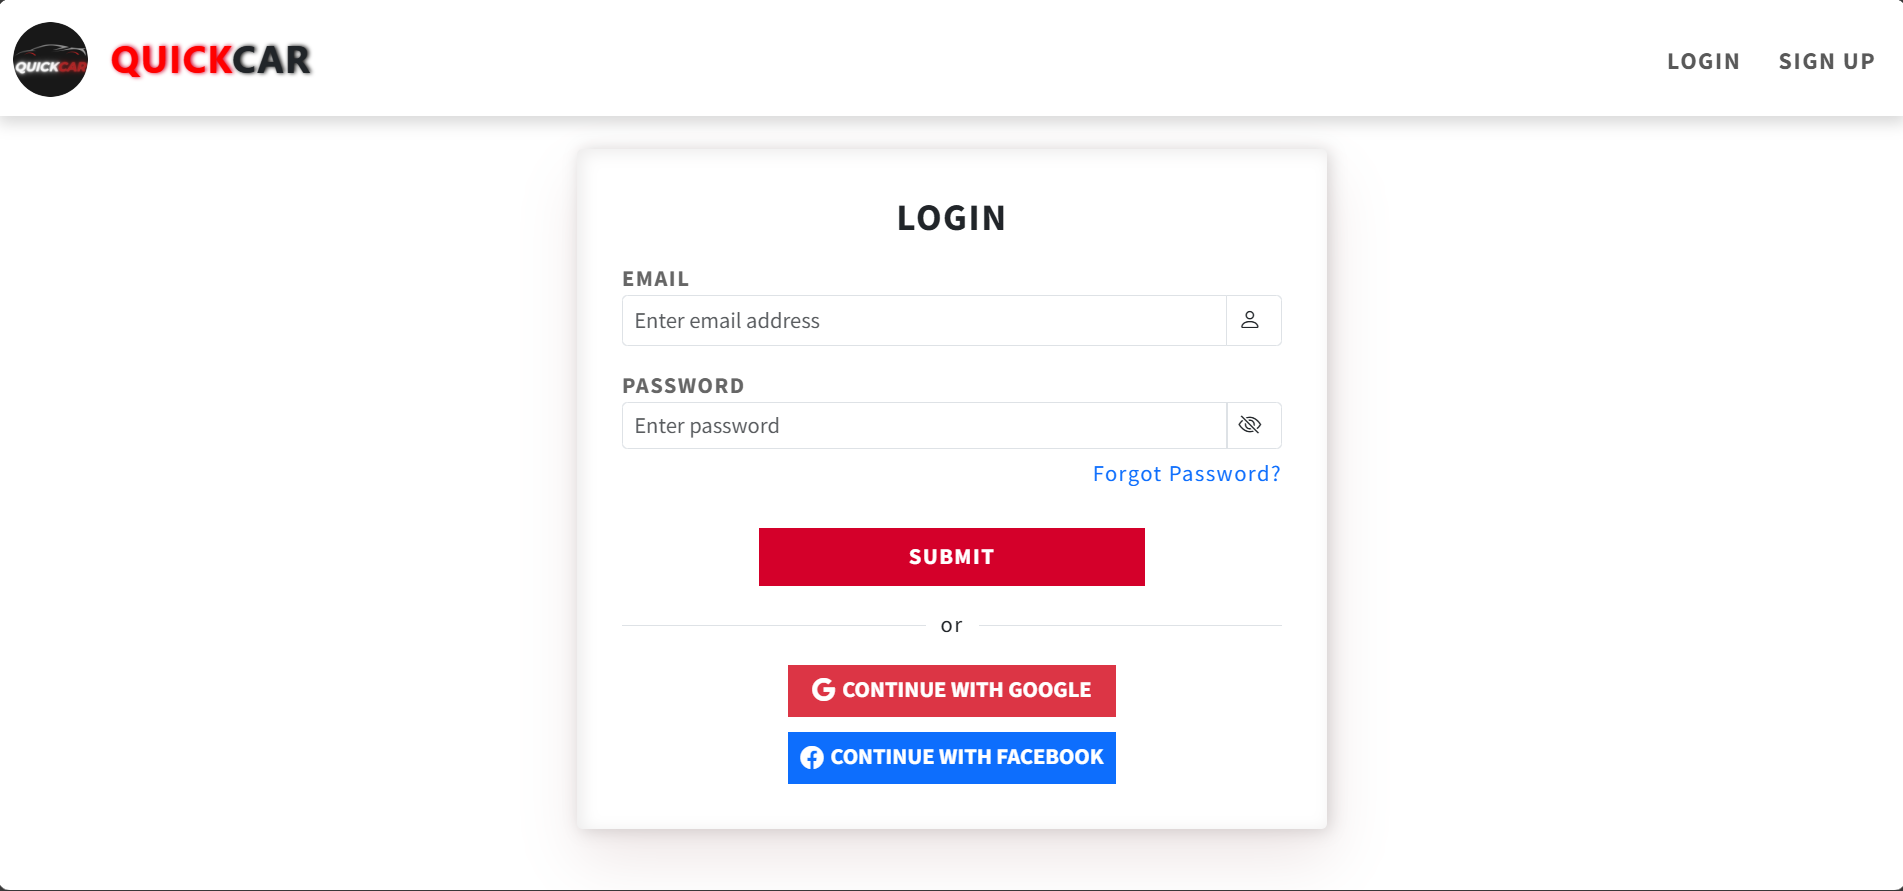 QUICKCAR
QUICKCAR
LOGIN
SIGN UP
LOGIN
EMAIL
Enter email address
PASSWORD
Enter password
Forgot Password?
SUBMIT
or
CONTINUE WITH GOOGLE
CONTINUE WITH FACEBOOK